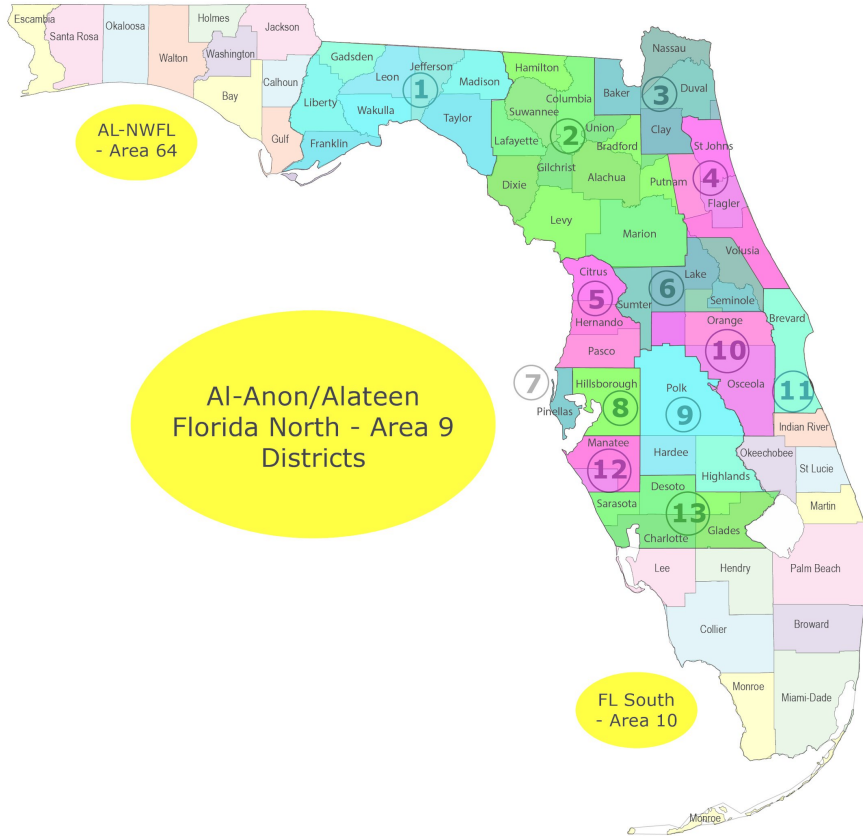 Escambia
Santa Rosa
Okaloosa
Holmes
Walton
Washington
Jackson
Bay
Calhoun
Gulf
Gadsden
Liberty
Franklin
Leon
Wakulla
Jefferson
1
Madison
Taylor
AL-NWFL
- Area 64
Hamilton
Columbia
Suwannee
2
Union
Bradford
Lafayette
Gilchrist
Alachua
Putnam
Dixie
Levy
Marion
Nassau
Baker
3
Duval
Clay
St Johns
4
Flagler
Volusia
Citrus
5
Hernando
Pasco
Lake
6
Sumter
Seminole
Orange
10
Osceola
Brevard
11
7
Pinellas
Hillsborough
8
Polk
9
Hardee
Highlands
Manatee
12
Sarasota
Desoto
13
Charlotte
Glades
Indian River
Okeechobee
St Lucie
Martin
Al-Anon/Alateen
Florida North - Area 9
Districts
Lee
Hendry
Palm Beach
Collier
Broward
Monroe
Miami-Dade
FL South
- Area 10
Monroe